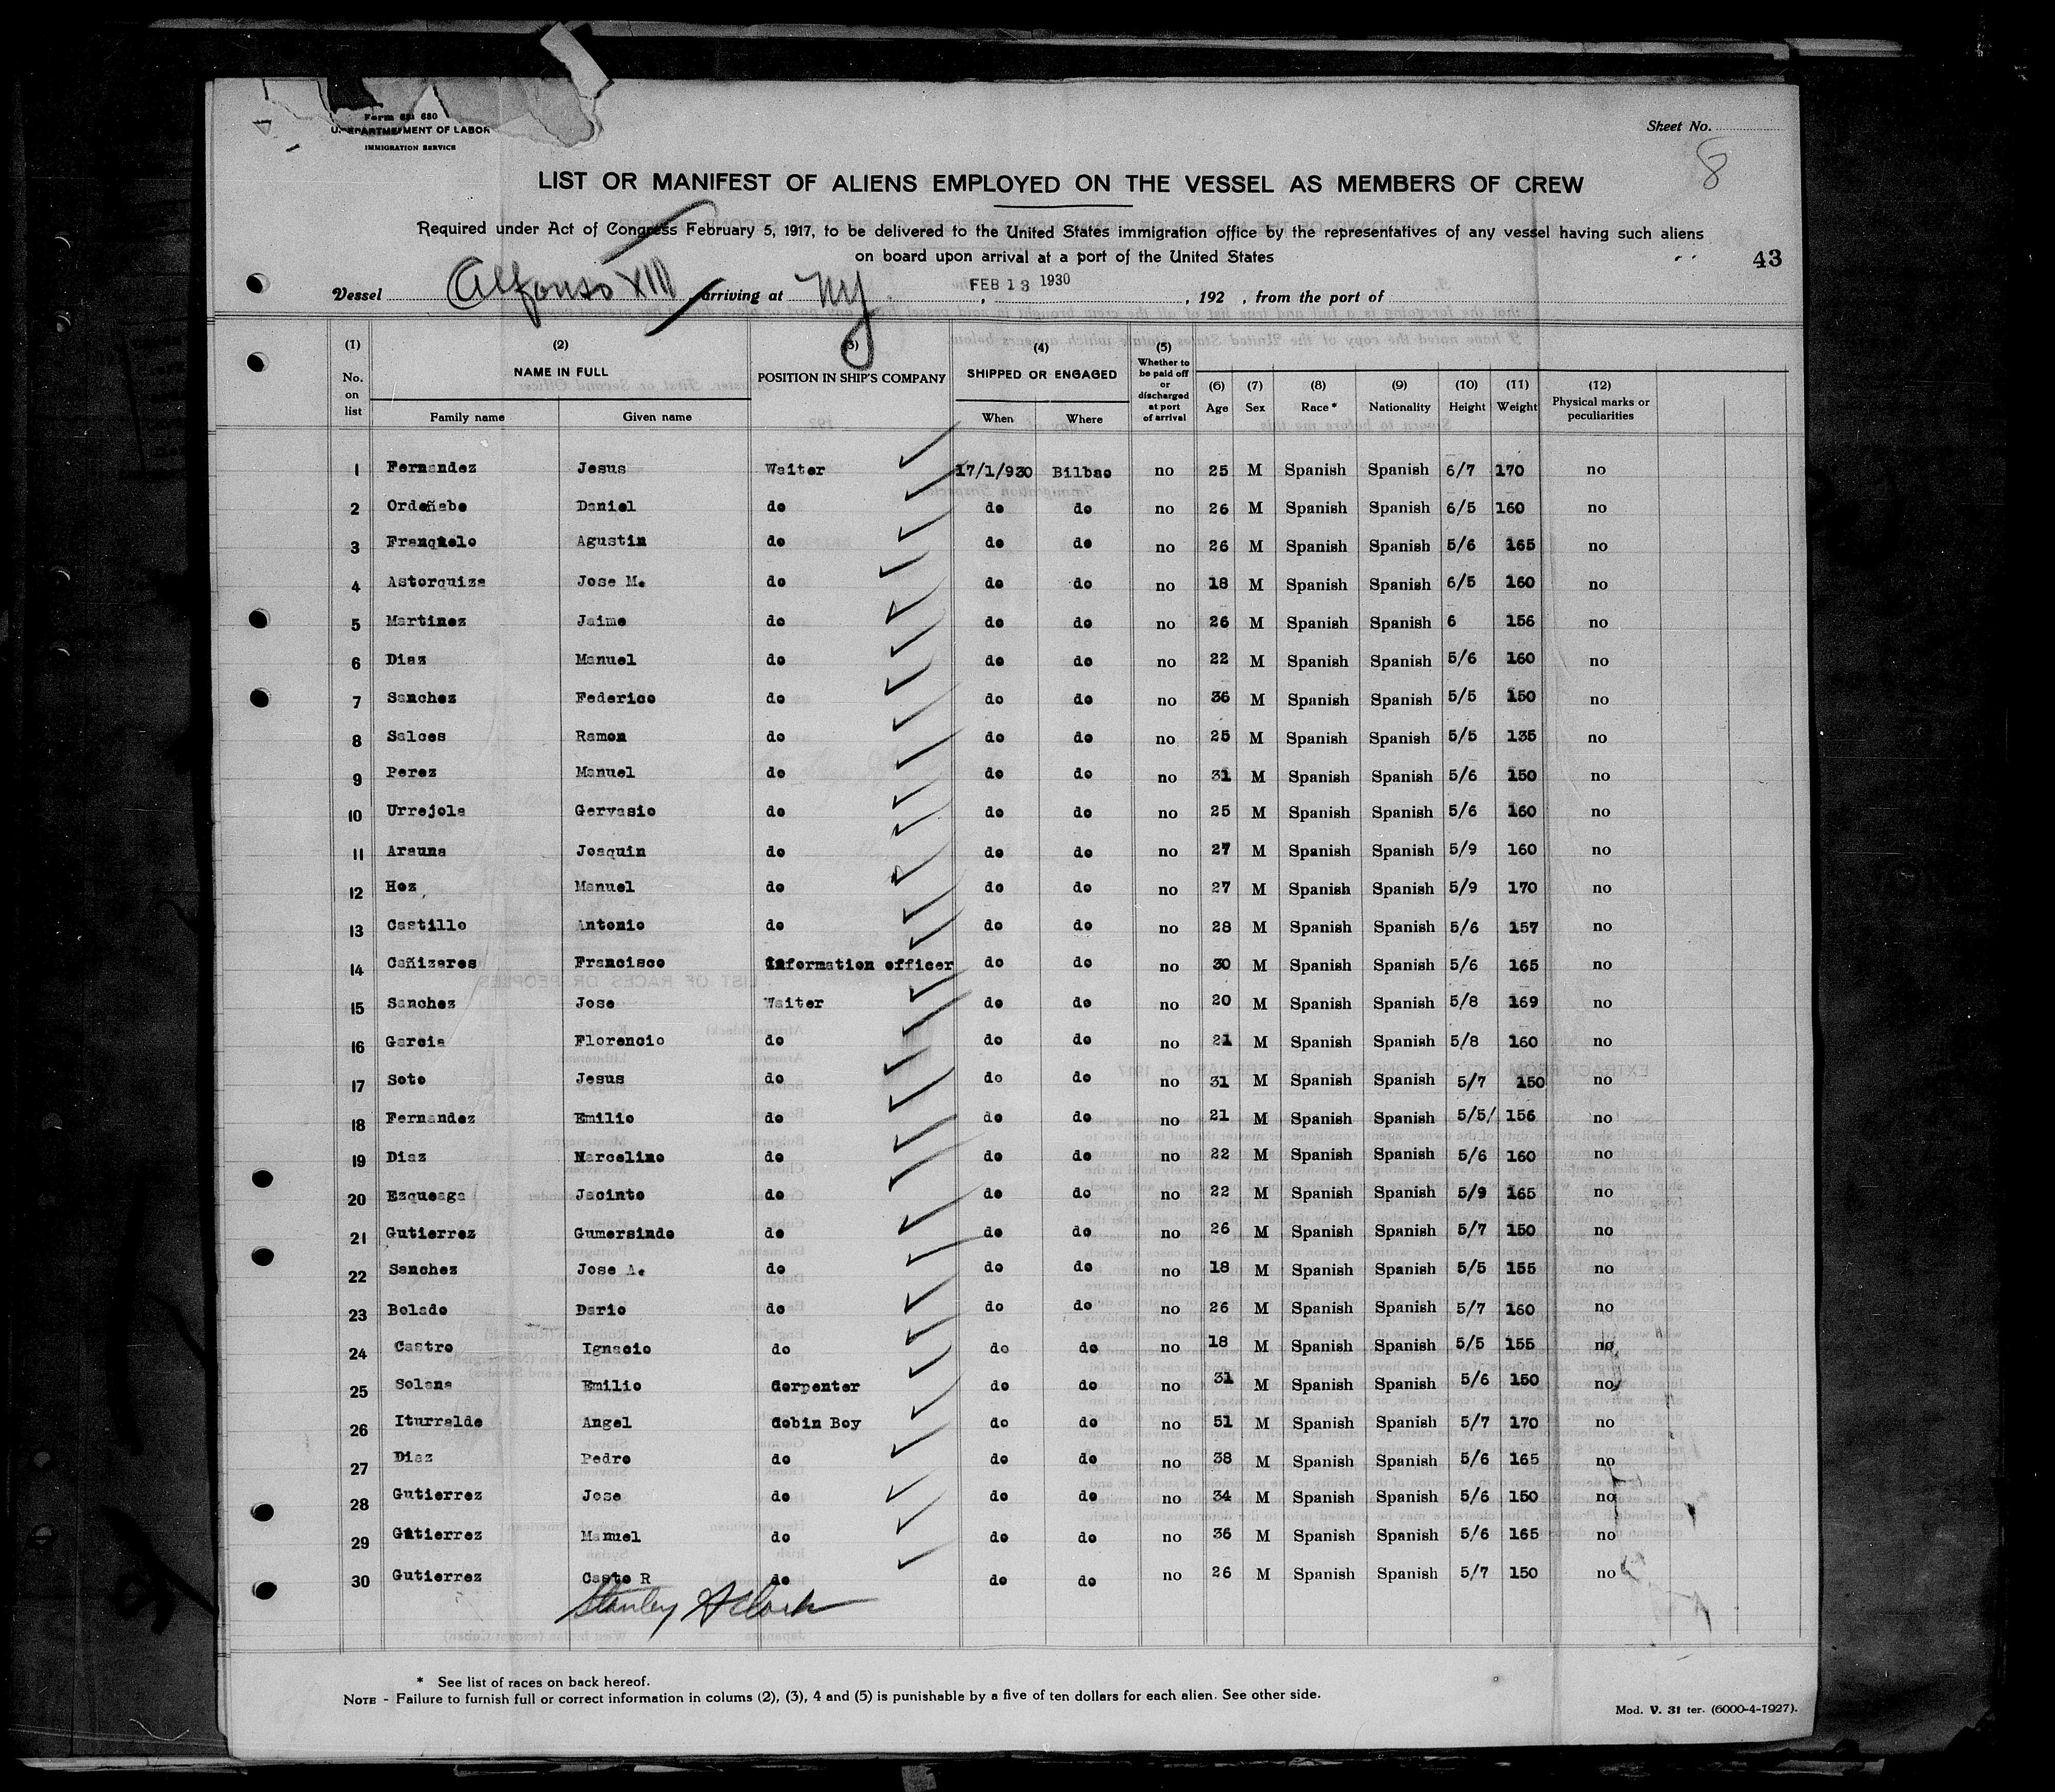 Form 680
DEPARTMENT OF LABOR
IMMIGRATION SERVICE
Sheet No.
8
LIST OR MANIFEST OF ALIENS EMPLOYED ON THE VESSEL AS MEMBERS OF CREW
Required under Act of Congress February 5, 1917, to be delivered to the United States immigration office by the representatives of any vessel having such aliens
on board upon arrival at a port of the United States
43
Vessel Alfonso XIII arriving at NY, FEB 13 1930, 192 , from the port of
(1) No. on list (2) NAME IN FULL Family name Given name (3) POSITION IN SHIP'S COMPANY (4) SHIPPED OR ENGAGED When Where (5) Whether to be paid off or discharged at port of arrival (6) Age (7) Sex (8) Race* (9) Nationality (10) Height (11) Weight (12) Physical marks or peculiarities
1 Fernandez Jesus Waiter 17/1/930 Bilbao no 25 M Spanish Spanish 6/7 170 no
2 Ordeñabe Daniel do do do no 26 M Spanish Spanish 6/5 160 no
3 Franquelo Agustin do do do no 26 M Spanish Spanish 5/6 165 no
4 Astorquiza Jose M. do do do no 18 M Spanish Spanish 6/5 160 no
5 Martinez Jaime do do do no 26 M Spanish Spanish 6 156 no
6 Diaz Manuel do do do no 22 M Spanish Spanish 5/6 160 no
7 Sanchez Federico do do do no 36 M Spanish Spanish 5/5 150 no
8 Salces Ramon do do do no 25 M Spanish Spanish 5/5 135 no
9 Perez Manuel do do do no 31 M Spanish Spanish 5/6 150 no
10 Urrejola Gervasio do do do no 25 M Spanish Spanish 5/6 160 no
11 Arauna Joaquin do do do no 27 M Spanish Spanish 5/9 160 no
12 Hoz, Manuel do do do no 27 M Spanish Spanish 5/9 170 no
13 Castillo Antonio do do do no 28 M Spanish Spanish 5/6 157 no
14 Cañizares Francisco Information officer do do no 30 M Spanish Spanish 5/6 165 no
15 Sanchez Jose Waiter do do no 20 M Spanish Spanish 5/8 169 no
16 Garcia Florencio do do do no 21 M Spanish Spanish 5/8 160 no
17 Soto Jesus do do do no 31 M Spanish Spanish 5/7 150 no
18 Fernandez Emilio do do do no 21 M Spanish Spanish 5/5/ 156 no
19 Diaz Marcelino do do do no 22 M Spanish Spanish 5/6 160 no
20 Ezqueaga Jacinto do do do no 22 M Spanish Spanish 5/9 165 no
21 Gutierrez Gumersindo do do do no 26 M Spanish Spanish 5/7 150 no
22 Sanchez Jose A. do do do no 18 M Spanish Spanish 5/5 155 no
23 Bolado Dario do do do no 26 M Spanish Spanish 5/7 160 no
24 Castro Ignacio do do do no 18 M Spanish Spanish 5/5 155 no
25 Solana Emilio Carpenter do do no 31 M Spanish Spanish 5/6 150 no
26 Iturralde Angel Cabin Boy do do no 51 M Spanish Spanish 5/7 170 no
27 Diaz Pedro do do do no 38 M Spanish Spanish 5/6 165 no
28 Gutierrez Jose do do do no 34 M Spanish Spanish 5/6 150 no
29 Gutierrez Manuel do do do no 36 M Spanish Spanish 5/6 165 no
30 Gutierrez Casto R do do do no 26 M Spanish Spanish 5/7 150 no
Stanley
* See list of races on back hereof.
NOTE - Failure to furnish full or correct information in colums (2), (3), 4 and (5) is punishable by a five of ten dollars for each alien. See other side.
Mod. V. 31 ter. (6000-4-1927).